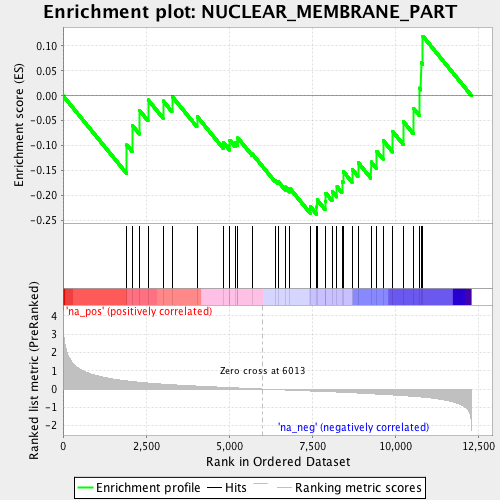 Enrichment plot: NUCLEAR_MEMBRANE_PART
Enrichment score (ES)
0.10
0.05
0.00
-0.05
-0.10
-0.15
-0.20
-0.25
'na_pos' (positively correlated)
Ranked list metric (PreRanked)
4
3
2
1
0
-1
-2
Zero cross at 6013
'na_neg' (negatively correlated)
0
2,500
5,000
7,500
10,000
12,500
Rank in Ordered Dataset
Enrichment profile
Hits
Ranking metric scores